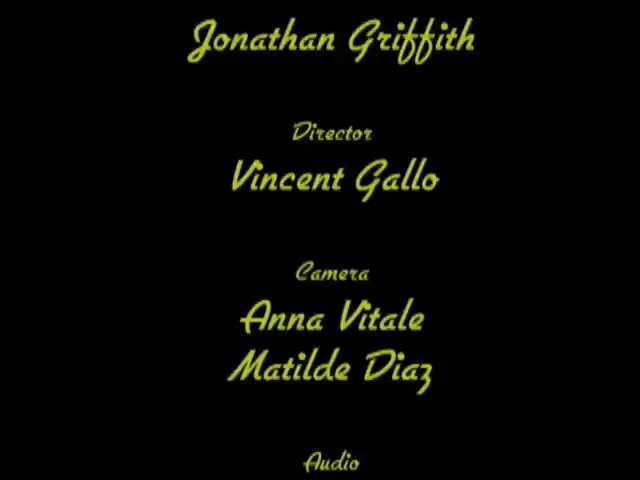 Jonathan Griffith
Director
Vincent Gallo
Camera
Anna Vitale
Matilde Diaz
Audio